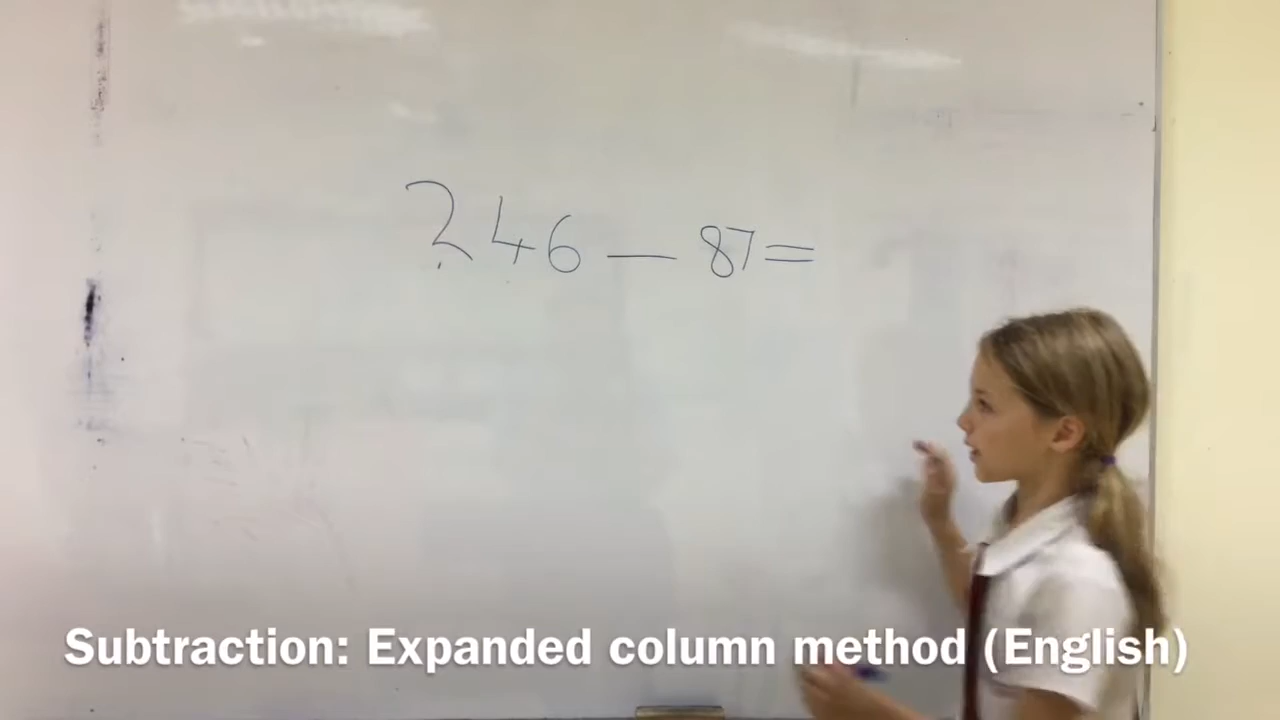 246 — 87 =
Subtraction: Expanded column method (English)